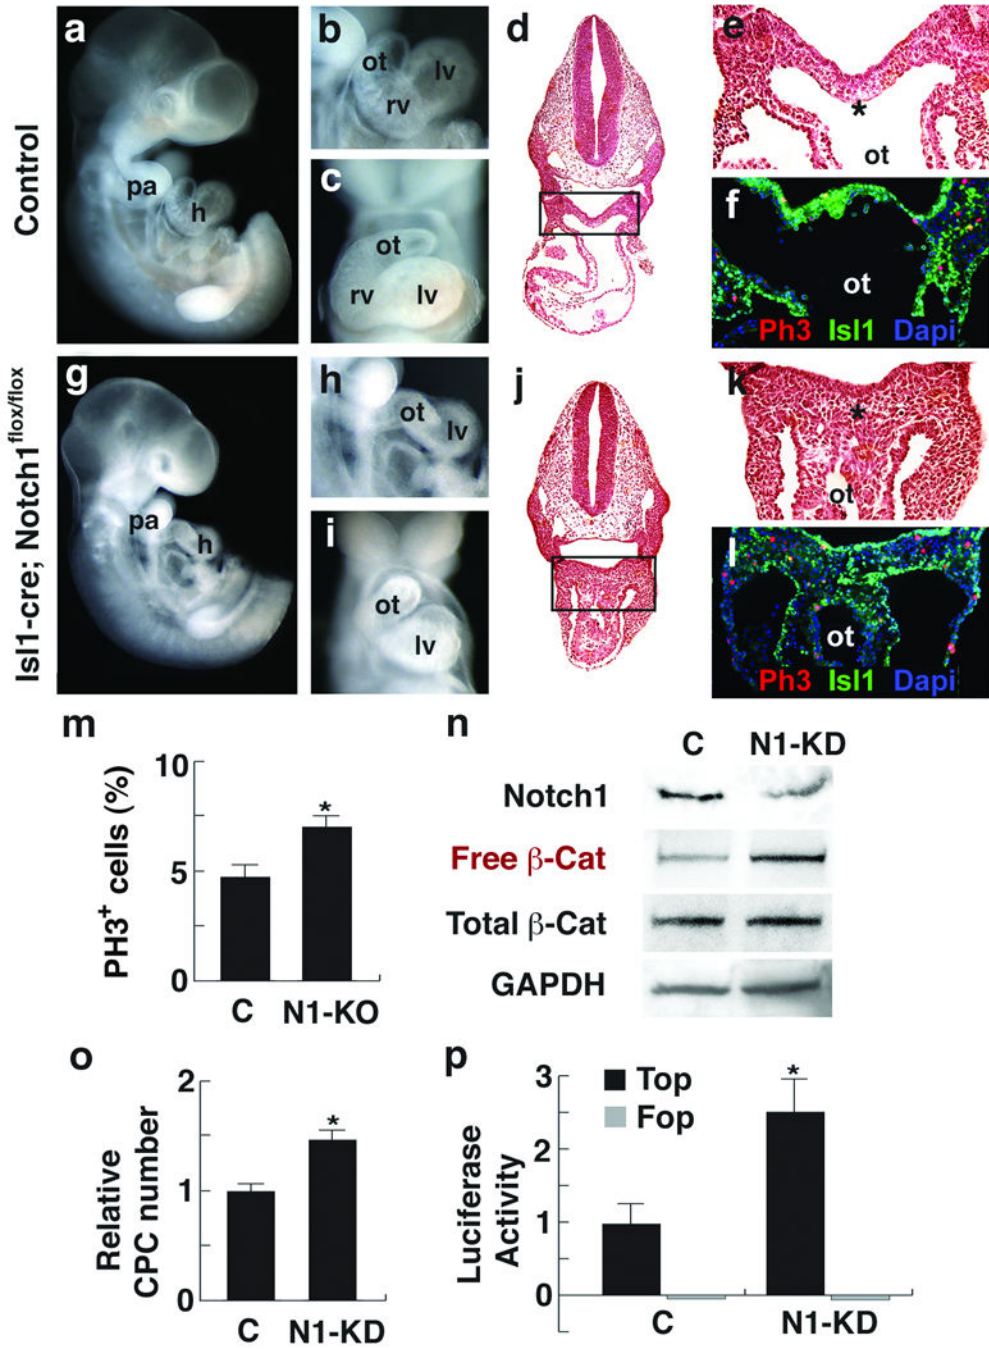 Control
Isl1-cre; Notch1flox/flox
a
pa
h
b
ot
lv
rv
c
ot
rv
lv
d
e
*
ot
f
ot
Ph3 Isl1 Dapi
g
pa
h
h
ot
lv
i
ot
lv
j
k
*
ot
l
ot
Ph3 Isl1 Dapi
m
PH3+ cells (%)
10
5
0
*
C N1-KO
n
C N1-KD
Notch1
Free β-Cat
Total β-Cat
GAPDH
o
Relative
CPC number
2
1
0
*
C N1-KD
p
Luciferase
Activity
3
2
1
0
Top
Fop
*
C N1-KD